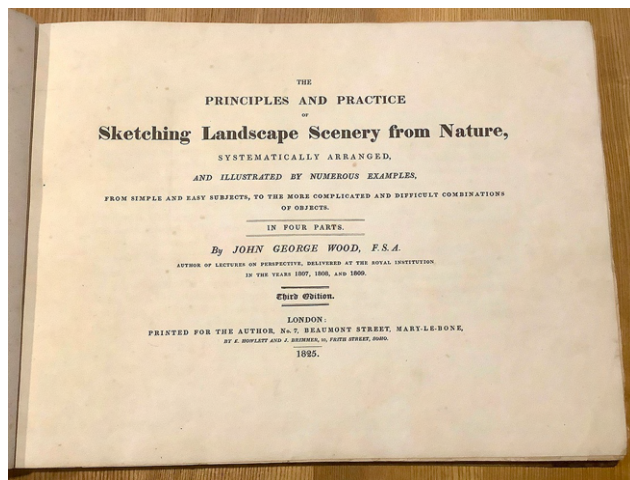 THE
PRINCIPLES AND PRACTICE
OF
Sketching Landscape Scenery from Nature,
SYSTEMATICALLY ARRANGED,
AND ILLUSTRATED BY NUMEROUS EXAMPLES,
FROM SIMPLE AND EASY SUBJECTS, TO THE MORE COMPLICATED AND DIFFICULT COMBINATIONS
OF OBJECTS.
IN FOUR PARTS.
By JOHN GEORGE WOOD, F.S.A.
AUTHOR OF LECTURES ON PERSPECTIVE, DELIVERED AT THE ROYAL INSTITUTION
IN THE YEARS 1807, 1808, AND 1809.
Third Edition.
LONDON:
PRINTED FOR THE AUTHOR, No. 7, BEAUMONT STREET, MARY-LE-BONE,
BY E. HOWLETT AND J. BRIMMER, 10, FRITH STREET, SOHO.
1825.